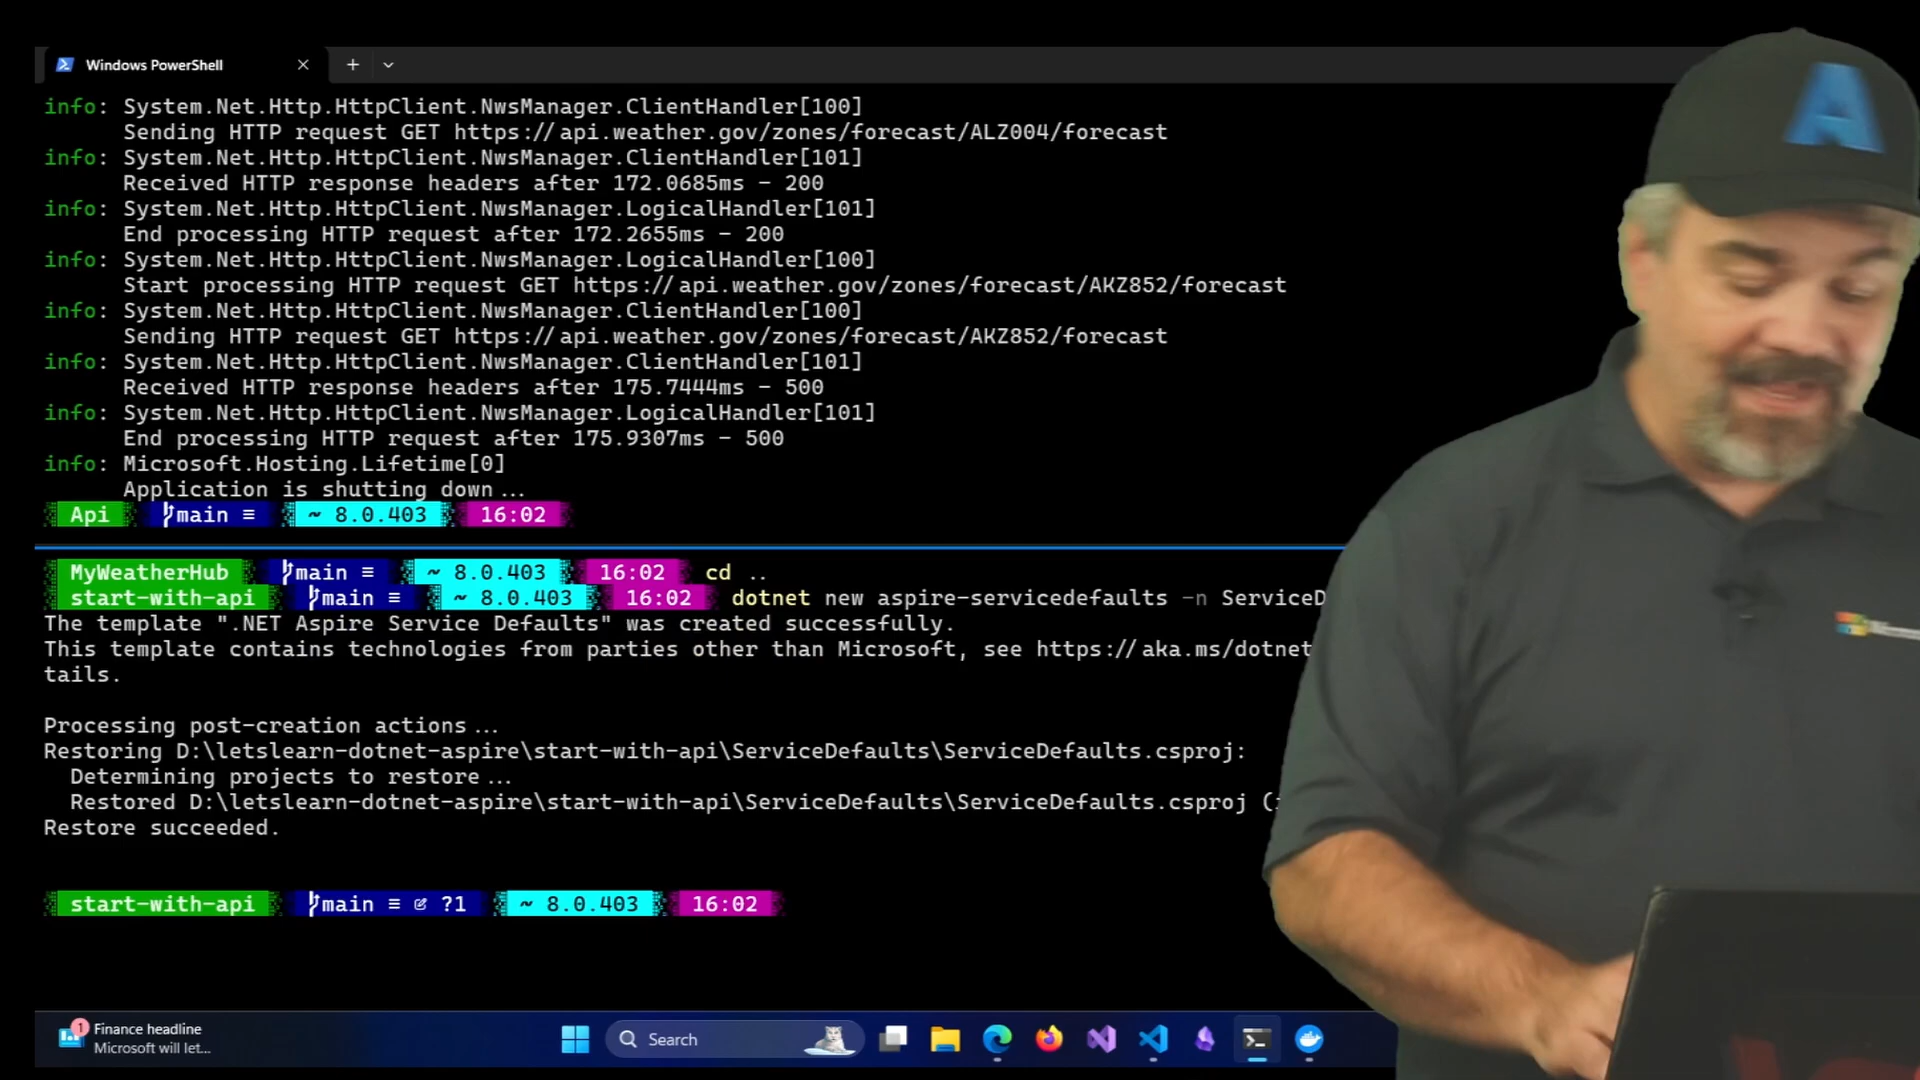 Windows PowerShell
info: System.Net.Http.HttpClient.NwsManager.ClientHandler[100]
Sending HTTP request GET https://api.weather.gov/zones/forecast/ALZ004/forecast
info: System.Net.Http.HttpClient.NwsManager.ClientHandler[101]
Received HTTP response headers after 172.0685ms - 200
info: System.Net.Http.HttpClient.NwsManager.LogicalHandler[101]
End processing HTTP request after 172.2655ms - 200
info: System.Net.Http.HttpClient.NwsManager.LogicalHandler[100]
Start processing HTTP request GET https://api.weather.gov/zones/forecast/AKZ852/forecast
info: System.Net.Http.HttpClient.NwsManager.ClientHandler[100]
Sending HTTP request GET https://api.weather.gov/zones/forecast/AKZ852/forecast
info: System.Net.Http.HttpClient.NwsManager.ClientHandler[101]
Received HTTP response headers after 175.7444ms - 500
info: System.Net.Http.HttpClient.NwsManager.LogicalHandler[101]
End processing HTTP request after 175.9307ms - 500
info: Microsoft.Hosting.Lifetime[0]
Application is shutting down...
Api main ≡ ~ 8.0.403 16:02
MyWeatherHub main ≡ ~ 8.0.403 16:02 cd ..
start-with-api main ≡ ~ 8.0.403 16:02 dotnet new aspire-servicedefaults -n ServiceD
The template ".NET Aspire Service Defaults" was created successfully.
This template contains technologies from parties other than Microsoft, see https://aka.ms/dotnet
tails.
Processing post-creation actions...
Restoring D:\letslearn-dotnet-aspire\start-with-api\ServiceDefaults\ServiceDefaults.csproj:
Determining projects to restore...
Restored D:\letslearn-dotnet-aspire\start-with-api\ServiceDefaults\ServiceDefaults.csproj (
Restore succeeded.
start-with-api main ≡ ?1 ~ 8.0.403 16:02
1 Finance headline
Microsoft will let...
Search
A